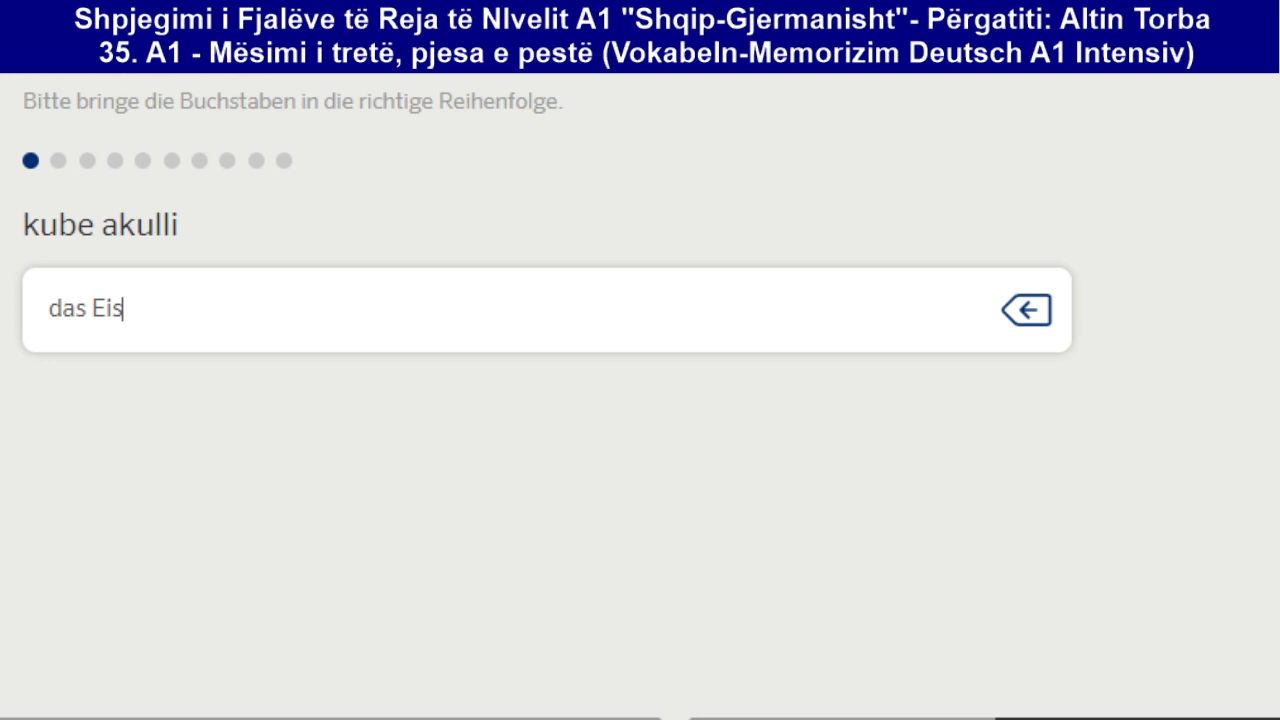 Shpjegimi i Fjalëve të Reja të NIvelit A1 "Shqip-Gjermanisht"- Përgatiti: Altin Torba
35. A1 - Mësimi i tretë, pjesa e pestë (Vokabeln-Memorizim Deutsch A1 Intensiv)
Bitte bringe die Buchstaben in die richtige Reihenfolge.
kube akulli
das Eis